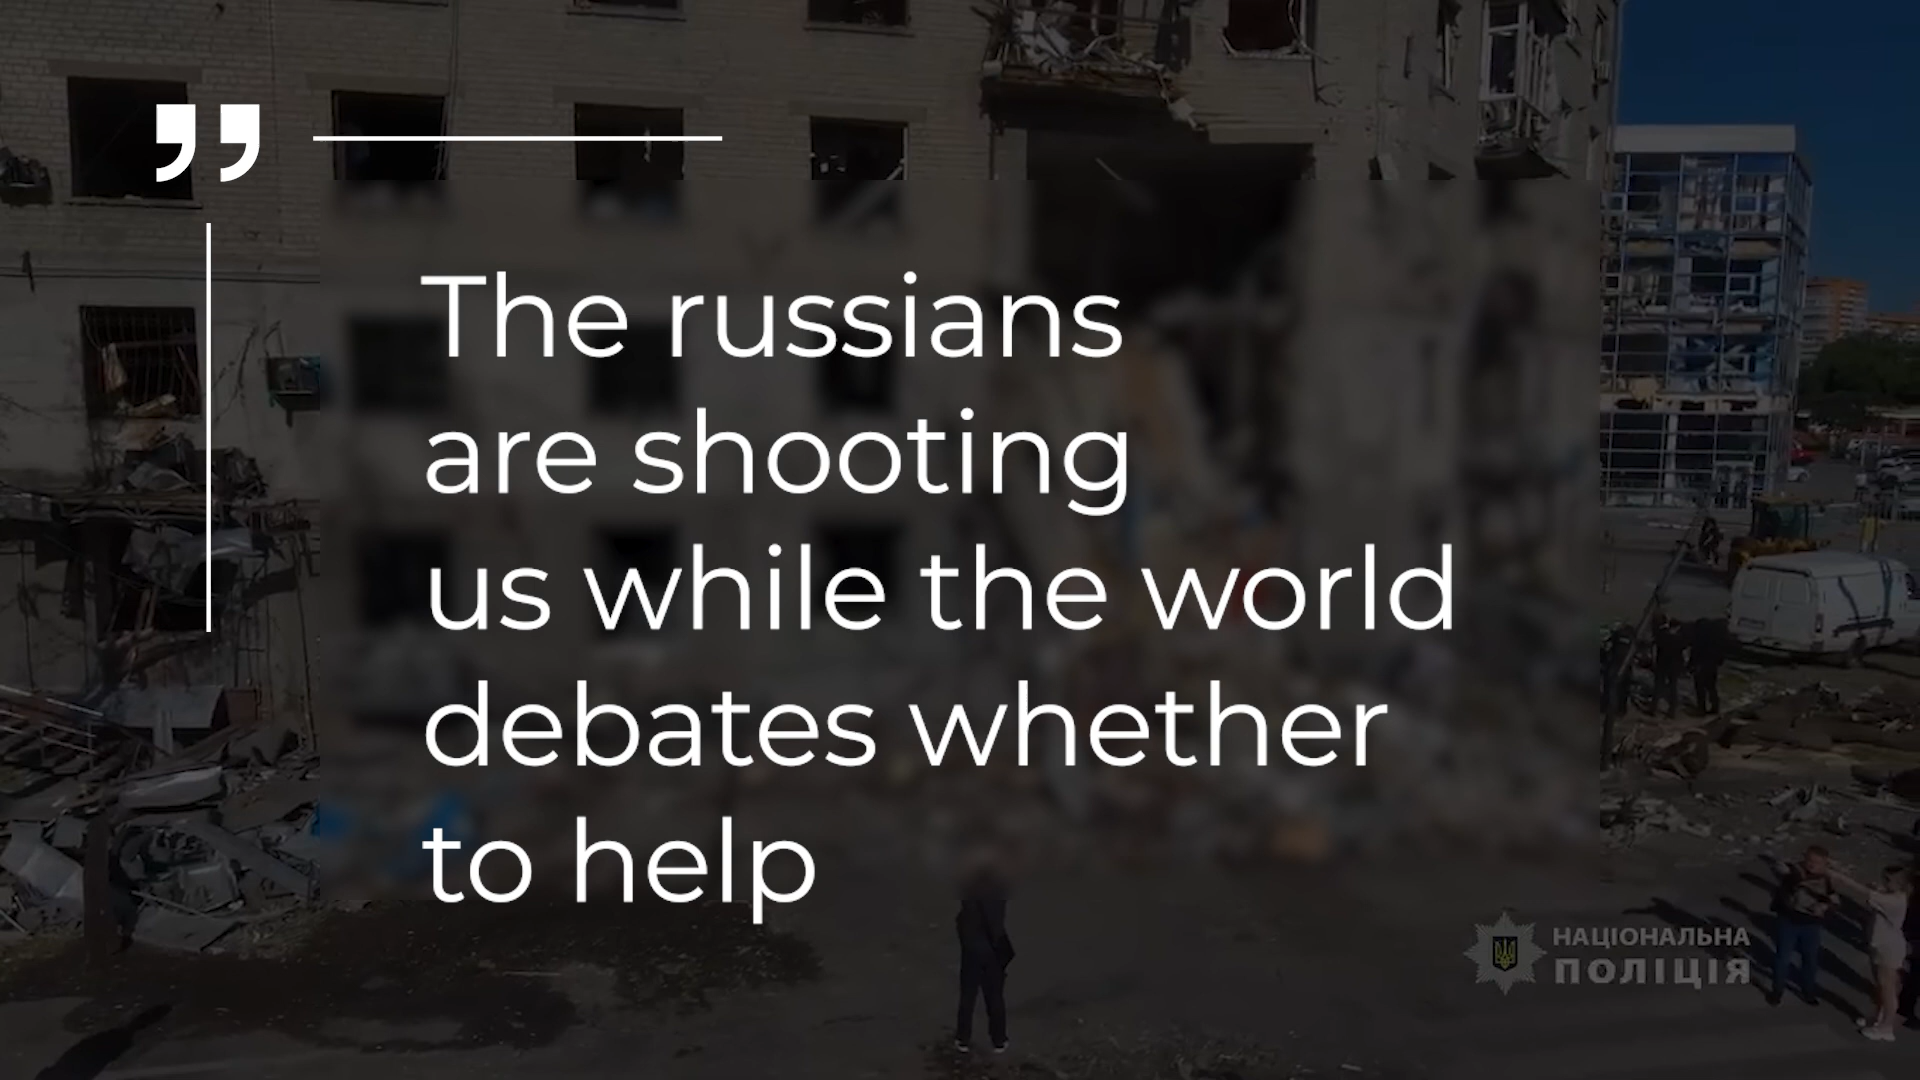 ”
The russians
are shooting
us while the world
debates whether
to help
НАЦІОНАЛЬНА
ПОЛІЦІЯ